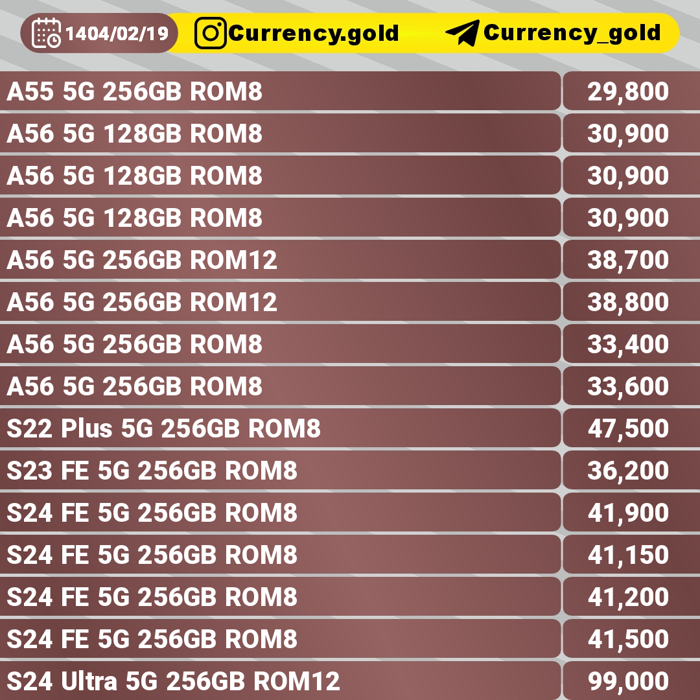 1404/02/19 Currency.gold Currency_gold
A55 5G 256GB ROM8 29,800
A56 5G 128GB ROM8 30,900
A56 5G 128GB ROM8 30,900
A56 5G 128GB ROM8 30,900
A56 5G 256GB ROM12 38,700
A56 5G 256GB ROM12 38,800
A56 5G 256GB ROM8 33,400
A56 5G 256GB ROM8 33,600
S22 Plus 5G 256GB ROM8 47,500
S23 FE 5G 256GB ROM8 36,200
S24 FE 5G 256GB ROM8 41,900
S24 FE 5G 256GB ROM8 41,150
S24 FE 5G 256GB ROM8 41,200
S24 FE 5G 256GB ROM8 41,500
S24 Ultra 5G 256GB ROM12 99,000